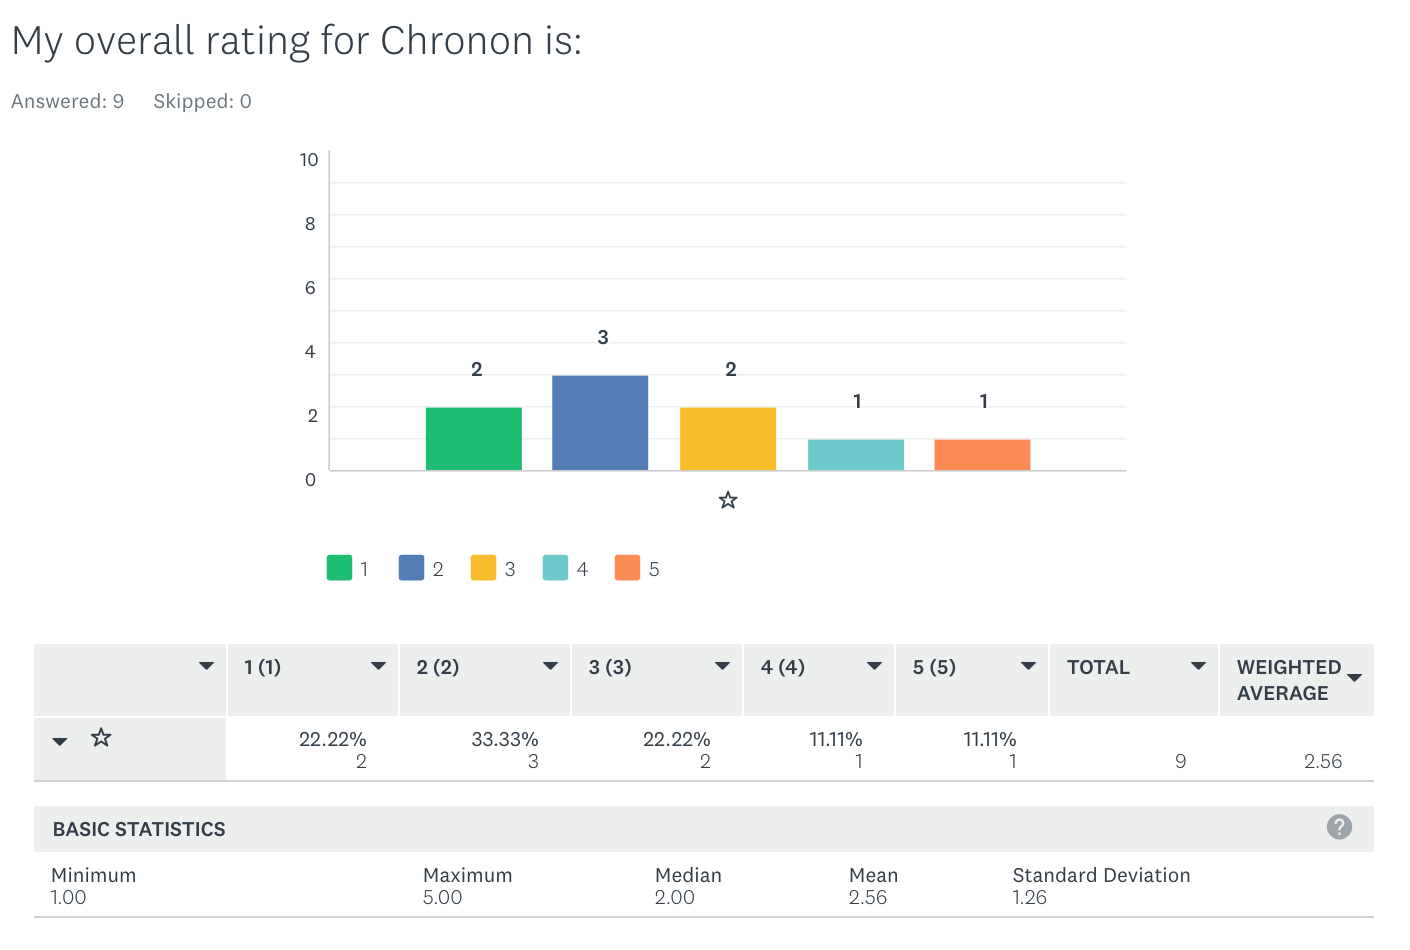 My overall rating for Chronon is:
Answered: 9 Skipped: 0
10
8
6
4
2
0
2
3
2
1
1
1 2 3 4 5
1 (1) 2 (2) 3 (3) 4 (4) 5 (5) TOTAL WEIGHTED
AVERAGE
22.22% 33.33% 22.22% 11.11% 11.11%
2 3 2 1 1 9 2.56
BASIC STATISTICS ?
Minimum Maximum Median Mean Standard Deviation
1.00 5.00 2.00 2.56 1.26